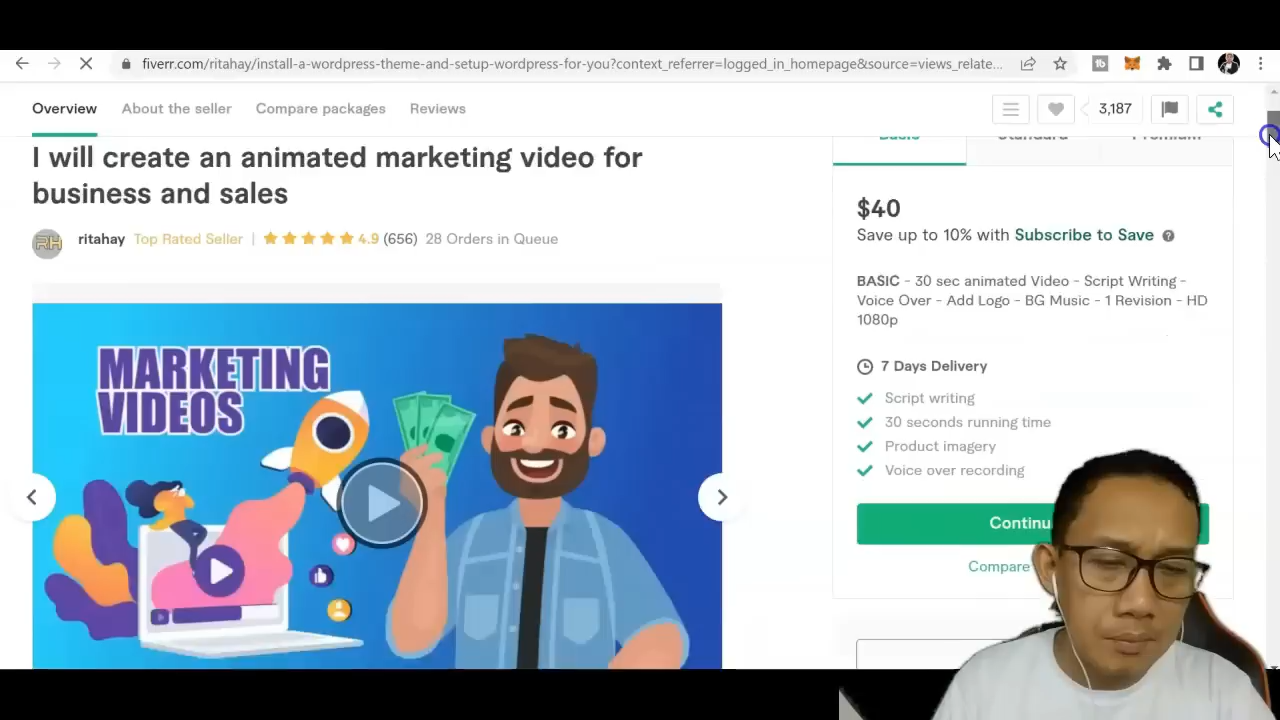 fiverr.com/ritahay/install-a-wordpress-theme-and-setup-wordpress-for-you?context_referrer=logged_in_homepage&source=views_relate...
Overview About the seller Compare packages Reviews 3,187
Basic Standard Premium
I will create an animated marketing video for
business and sales
RH ritahay Top Rated Seller | 4.9 (656) 28 Orders in Queue
MARKETING
VIDEOS
$40
Save up to 10% with Subscribe to Save ?
BASIC - 30 sec animated Video - Script Writing -
Voice Over - Add Logo - BG Music - 1 Revision - HD
1080p
7 Days Delivery
Script writing
30 seconds running time
Product imagery
Voice over recording
Continu
Compare